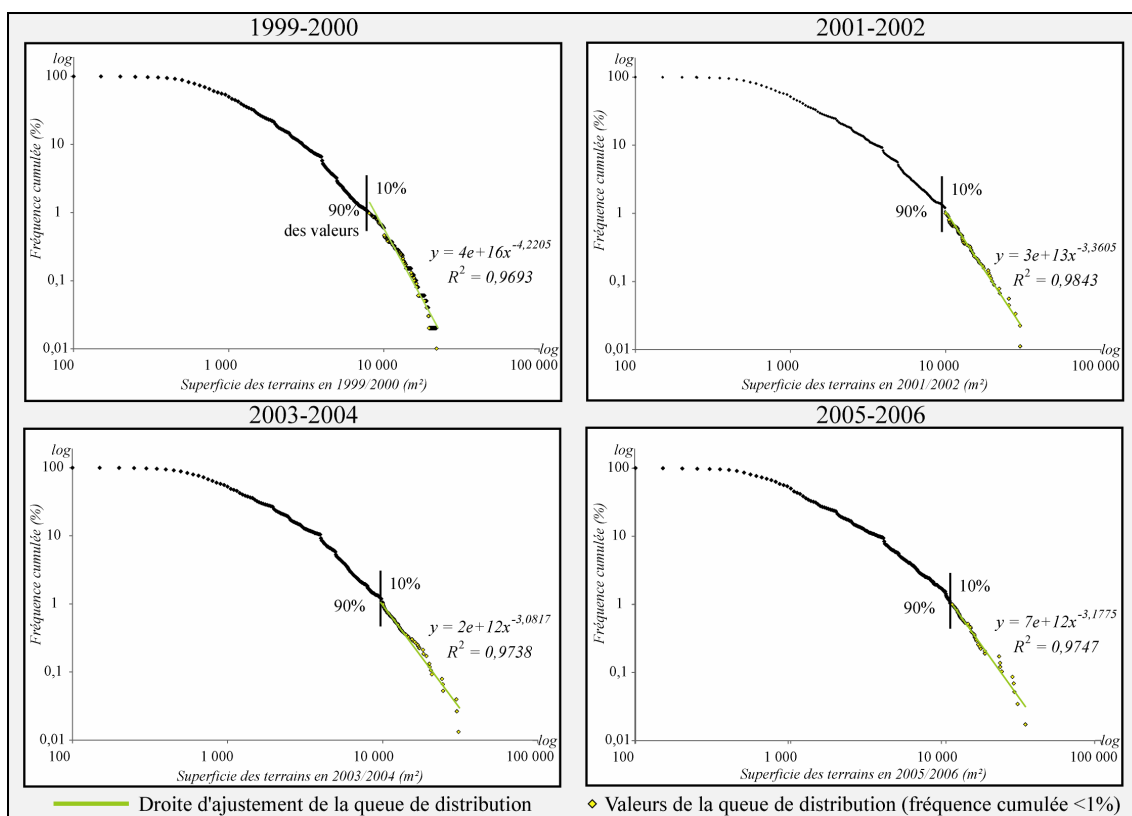 1999-2000
log
100
10
1
0,1
0,01
Fréquence cumulée (%)
10%
90%
des valeurs
y = 4e+16x^-4,2205
R² = 0,9693
100
1 000
10 000
100 000
log
Superficie des terrains en 1999/2000 (m²)
2001-2002
log
100
10
1
0,1
0,01
Fréquence cumulée (%)
10%
90%
y = 3e+13x^-3,3605
R² = 0,9843
100
1 000
10 000
100 000
log
Superficie des terrains en 2001/2002 (m²)
2003-2004
log
100
10
1
0,1
0,01
Fréquence cumulée (%)
10%
90%
y = 2e+12x^-3,0817
R² = 0,9738
100
1 000
10 000
100 000
log
Superficie des terrains en 2003/2004 (m²)
2005-2006
log
100
10
1
0,1
0,01
Fréquence cumulée (%)
10%
90%
y = 7e+12x^-3,1775
R² = 0,9747
100
1 000
10 000
100 000
log
Superficie des terrains en 2005/2006 (m²)
Droite d'ajustement de la queue de distribution
Valeurs de la queue de distribution (fréquence cumulée <1%)